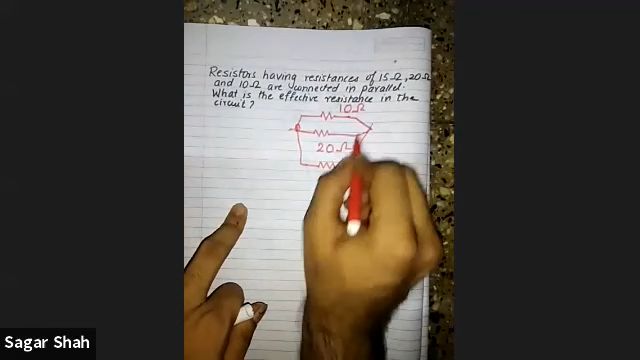 Resistors having resistances of 15Ω, 20Ω
and 10Ω are connected in parallel.
What is the effective resistance in the
circuit?
10Ω
20Ω
Sagar Shah